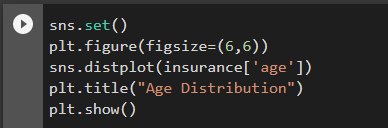 sns.set()
plt.figure(figsize=(6,6))
sns.distplot(insurance['age'])
plt.title("Age Distribution")
plt.show()